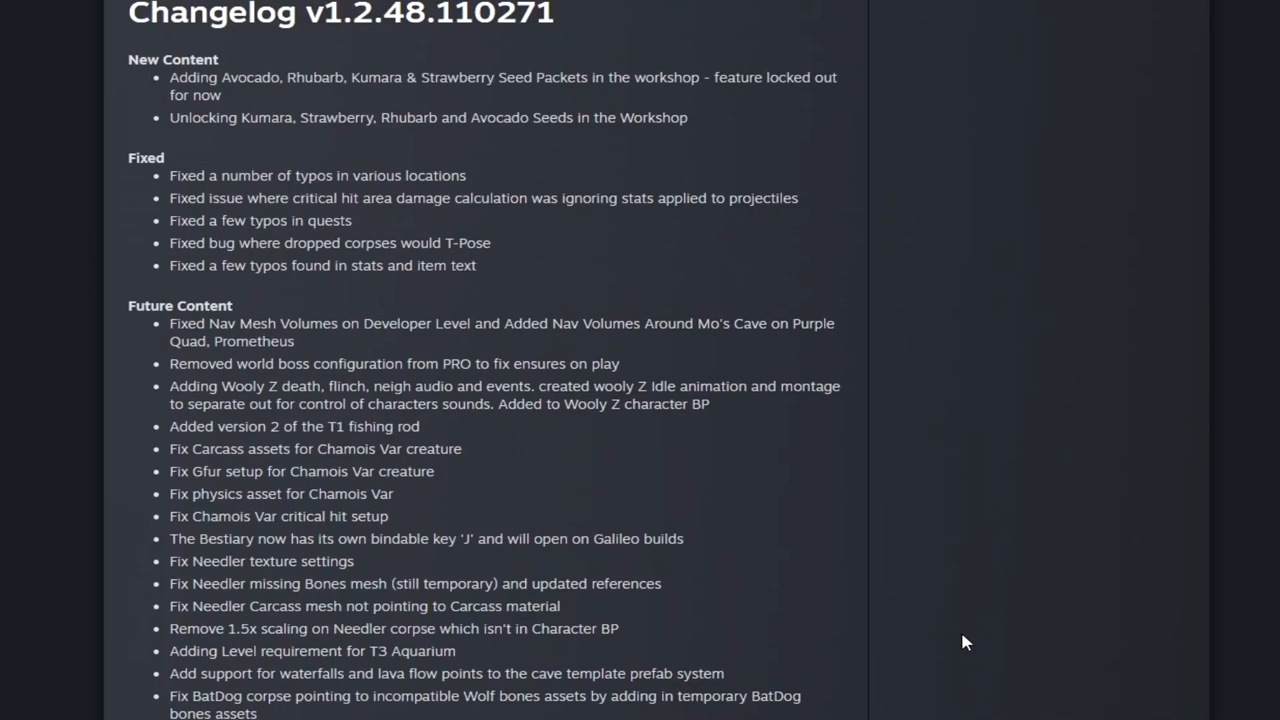 Changelog v1.2.48.110271
New Content
• Adding Avocado, Rhubarb, Kumara & Strawberry Seed Packets in the workshop - feature locked out
for now
• Unlocking Kumara, Strawberry, Rhubarb and Avocado Seeds in the Workshop
Fixed
• Fixed a number of typos in various locations
• Fixed issue where critical hit area damage calculation was ignoring stats applied to projectiles
• Fixed a few typos in quests
• Fixed bug where dropped corpses would T-Pose
• Fixed a few typos found in stats and item text
Future Content
• Fixed Nav Mesh Volumes on Developer Level and Added Nav Volumes Around Mo's Cave on Purple
Quad, Prometheus
• Removed world boss configuration from PRO to fix ensures on play
• Adding Wooly Z death, flinch, neigh audio and events. created wooly Z Idle animation and montage
to separate out for control of characters sounds. Added to Wooly Z character BP
• Added version 2 of the T1 fishing rod
• Fix Carcass assets for Chamois Var creature
• Fix Gfur setup for Chamois Var creature
• Fix physics asset for Chamois Var
• Fix Chamois Var critical hit setup
• The Bestiary now has its own bindable key 'J' and will open on Galileo builds
• Fix Needler texture settings
• Fix Needler missing Bones mesh (still temporary) and updated references
• Fix Needler Carcass mesh not pointing to Carcass material
• Remove 1.5x scaling on Needler corpse which isn't in Character BP
• Adding Level requirement for T3 Aquarium
• Add support for waterfalls and lava flow points to the cave template prefab system
• Fix BatDog corpse pointing to incompatible Wolf bones assets by adding in temporary BatDog
bones assets